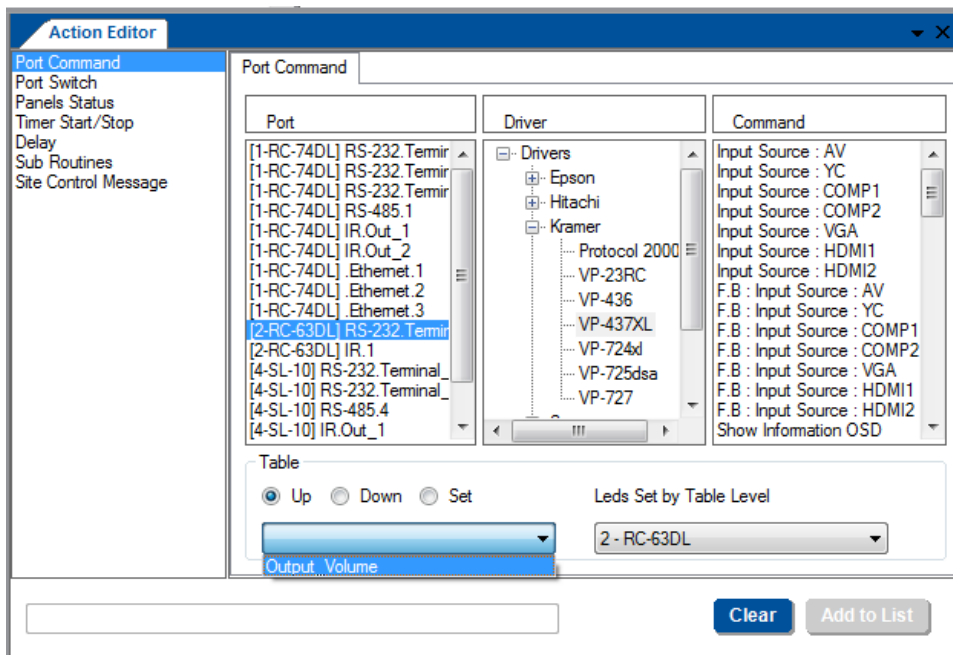 Action Editor
Port Command
Port Switch
Panels Status
Timer Start/Stop
Delay
Sub Routines
Site Control Message
Port Command
Port
[1-RC-74DL] RS-232.Termir
[1-RC-74DL] RS-232.Termir
[1-RC-74DL] RS-232.Termir
[1-RC-74DL] RS-485.1
[1-RC-74DL] IR.Out_1
[1-RC-74DL] IR.Out_2
[1-RC-74DL] .Ethernet.1
[1-RC-74DL] .Ethernet.2
[1-RC-74DL] .Ethernet.3
[2-RC-63DL] RS-232.Termir
[2-RC-63DL] IR.1
[4-SL-10] RS-232.Terminal_
[4-SL-10] RS-232.Terminal_
[4-SL-10] RS-485.4
[4-SL-10] IR.Out_1
Driver
Drivers
Epson
Hitachi
Kramer
Protocol 2000
VP-23RC
VP-436
VP-437XL
VP-724xl
VP-725dsa
VP-727
Command
Input Source : AV
Input Source : YC
Input Source : COMP1
Input Source : COMP2
Input Source : VGA
Input Source : HDMI1
Input Source : HDMI2
F.B : Input Source : AV
F.B : Input Source : YC
F.B : Input Source : COMP1
F.B : Input Source : COMP2
F.B : Input Source : VGA
F.B : Input Source : HDMI1
F.B : Input Source : HDMI2
Show Information OSD
Table
Up Down Set
Leds Set by Table Level
2 - RC-63DL
Output_Volume
Clear
Add to List